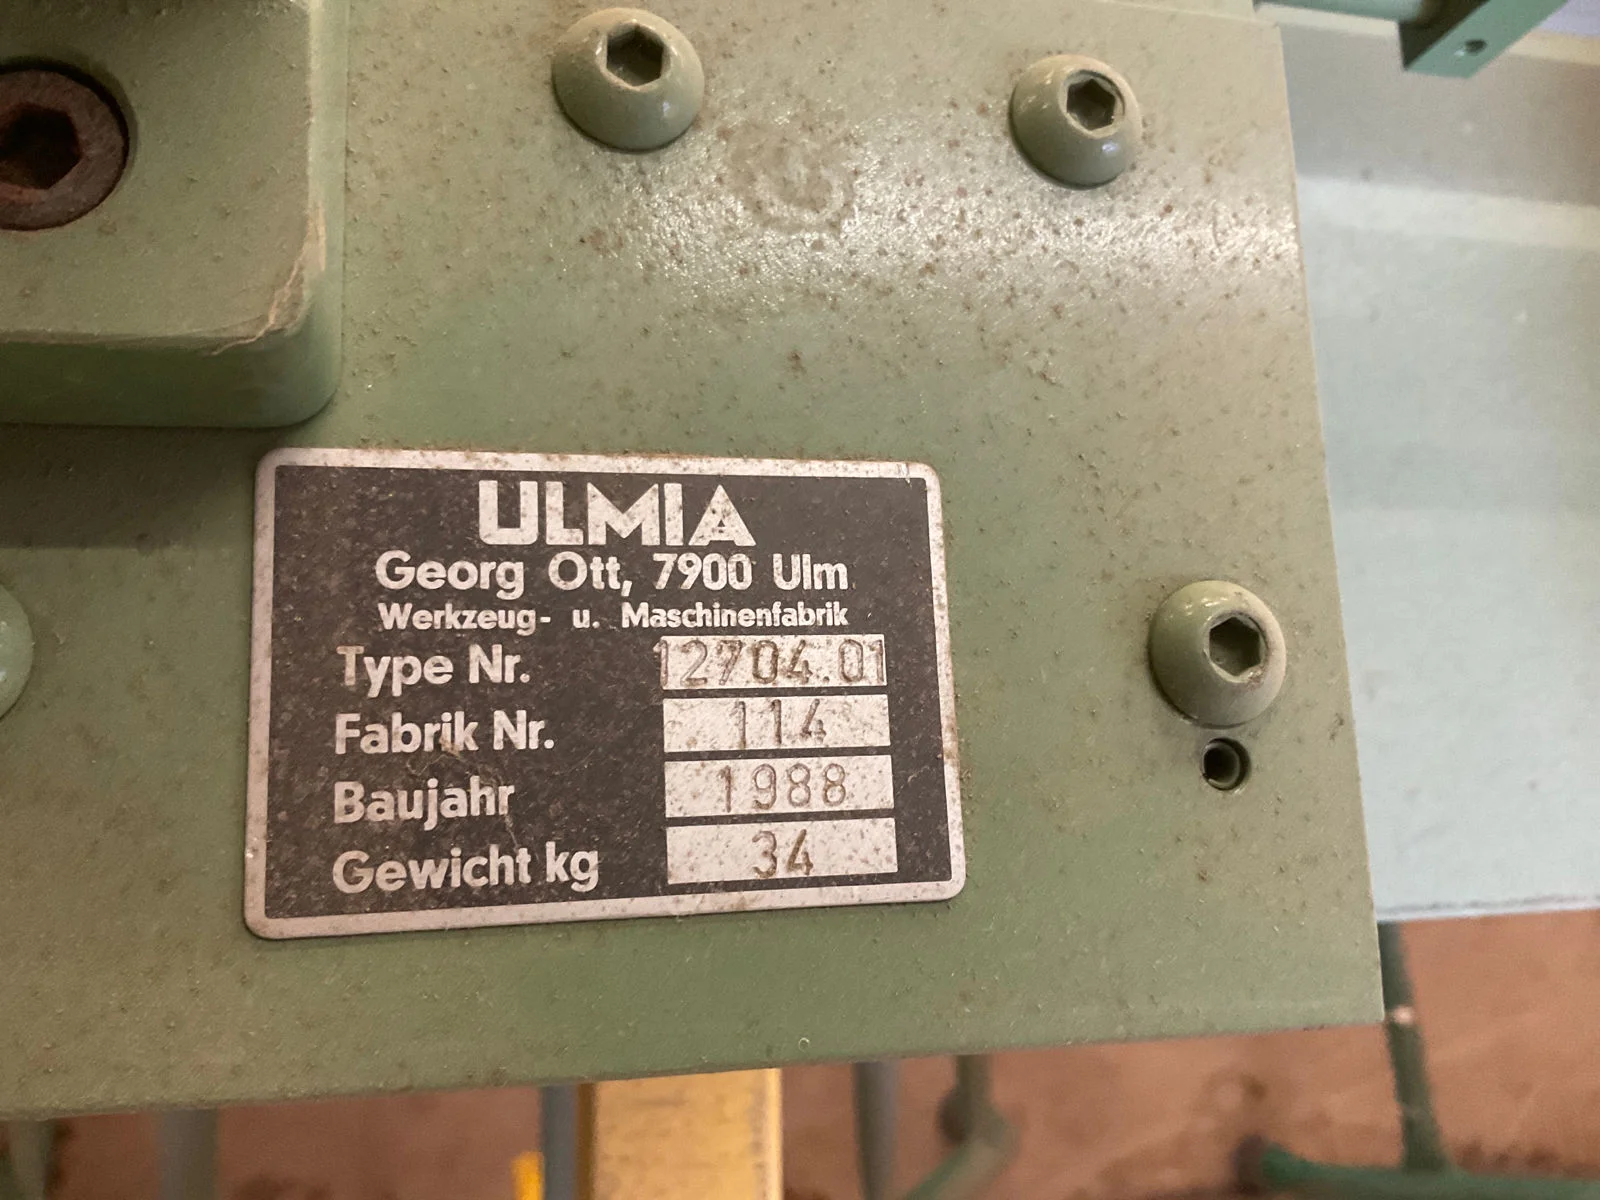 ULMIA
Georg Ott, 7900 Ulm
Werkzeug- u. Maschinenfabrik
Type Nr. 12704.01
Fabrik Nr. 114
Baujahr 1988
Gewicht kg 34